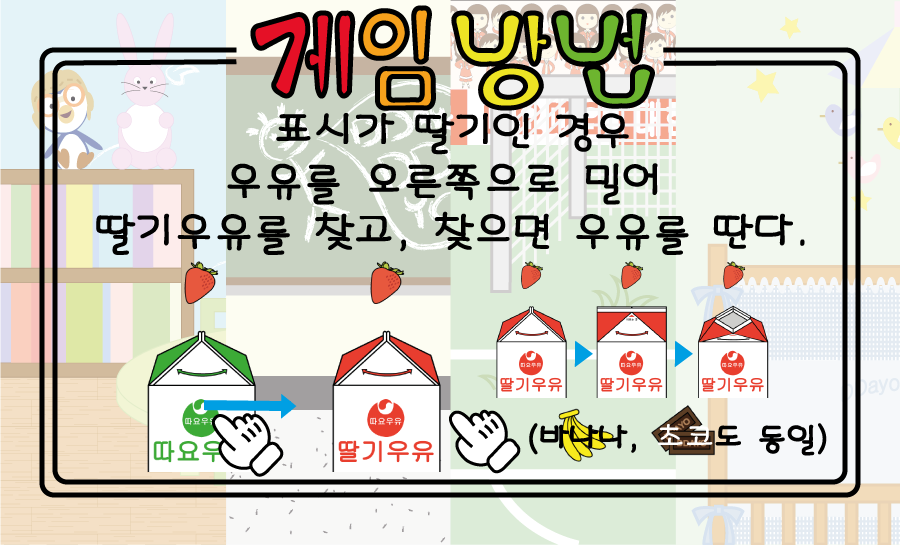 게임 방법
표시가 딸기인 경우
우유를 오른쪽으로 밀어
딸기우유를 찾고, 찾으면 우유를 딴다.
따요우유
따요우
따요우유
딸기우유
따요우유
딸기우유
따요우유
딸기우유
따요우유
딸기우유
(바나나, 초코도 동일)